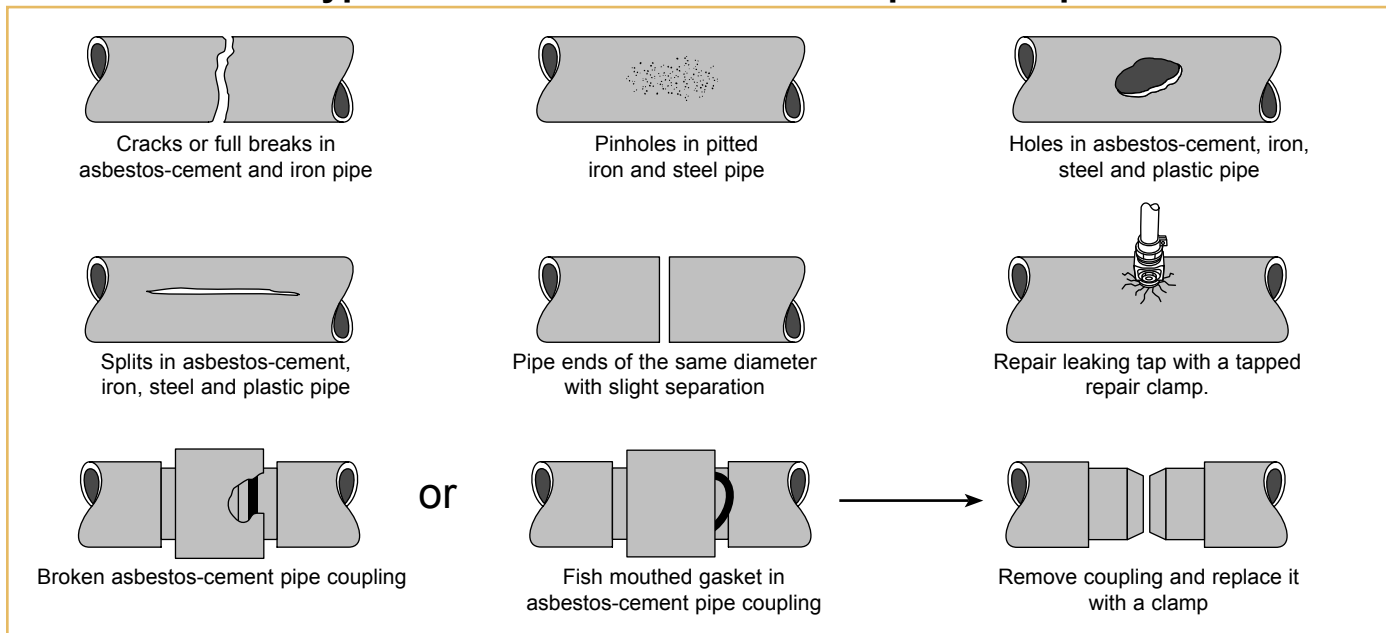 Cracks or full breaks in
asbestos-cement and iron pipe
Pinholes in pitted
iron and steel pipe
Holes in asbestos-cement, iron,
steel and plastic pipe
Splits in asbestos-cement,
iron, steel and plastic pipe
Pipe ends of the same diameter
with slight separation
Repair leaking tap with a tapped
repair clamp.
or
Broken asbestos-cement pipe coupling
Fish mouthed gasket in
asbestos-cement pipe coupling
Remove coupling and replace it
with a clamp